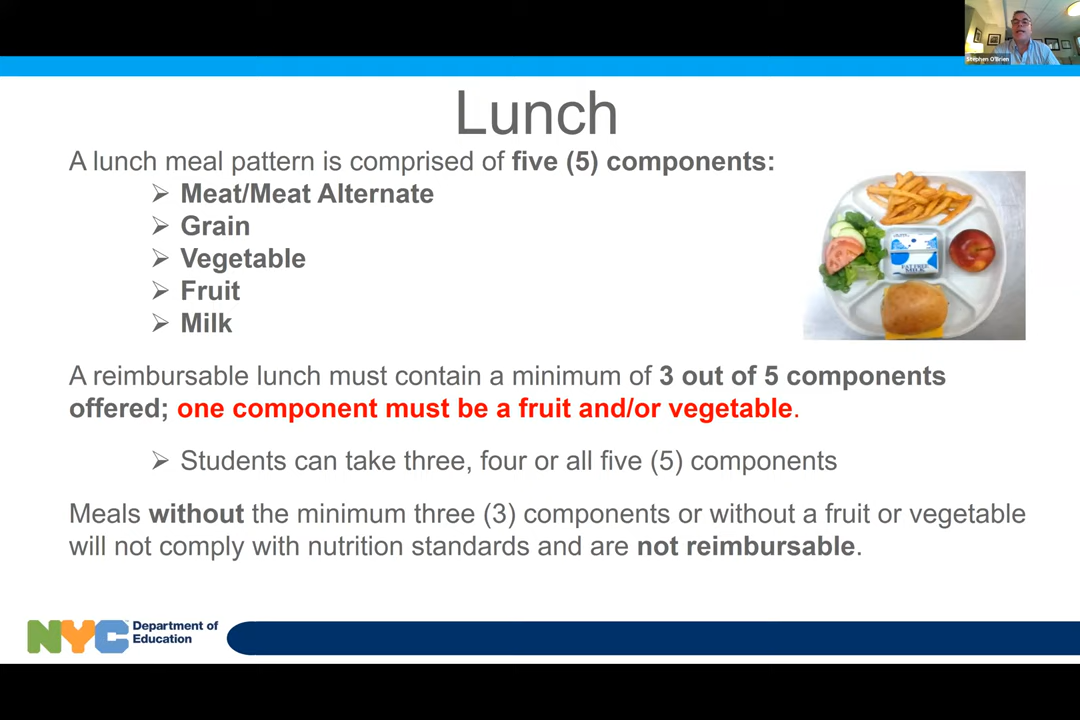 Stephen O'Brien
Lunch
A lunch meal pattern is comprised of five (5) components:
➢ Meat/Meat Alternate
➢ Grain
➢ Vegetable
➢ Fruit
➢ Milk
FAT FREE
MILK
A reimbursable lunch must contain a minimum of 3 out of 5 components
offered; one component must be a fruit and/or vegetable.
➢ Students can take three, four or all five (5) components
Meals without the minimum three (3) components or without a fruit or vegetable
will not comply with nutrition standards and are not reimbursable.
NYC Department of
Education